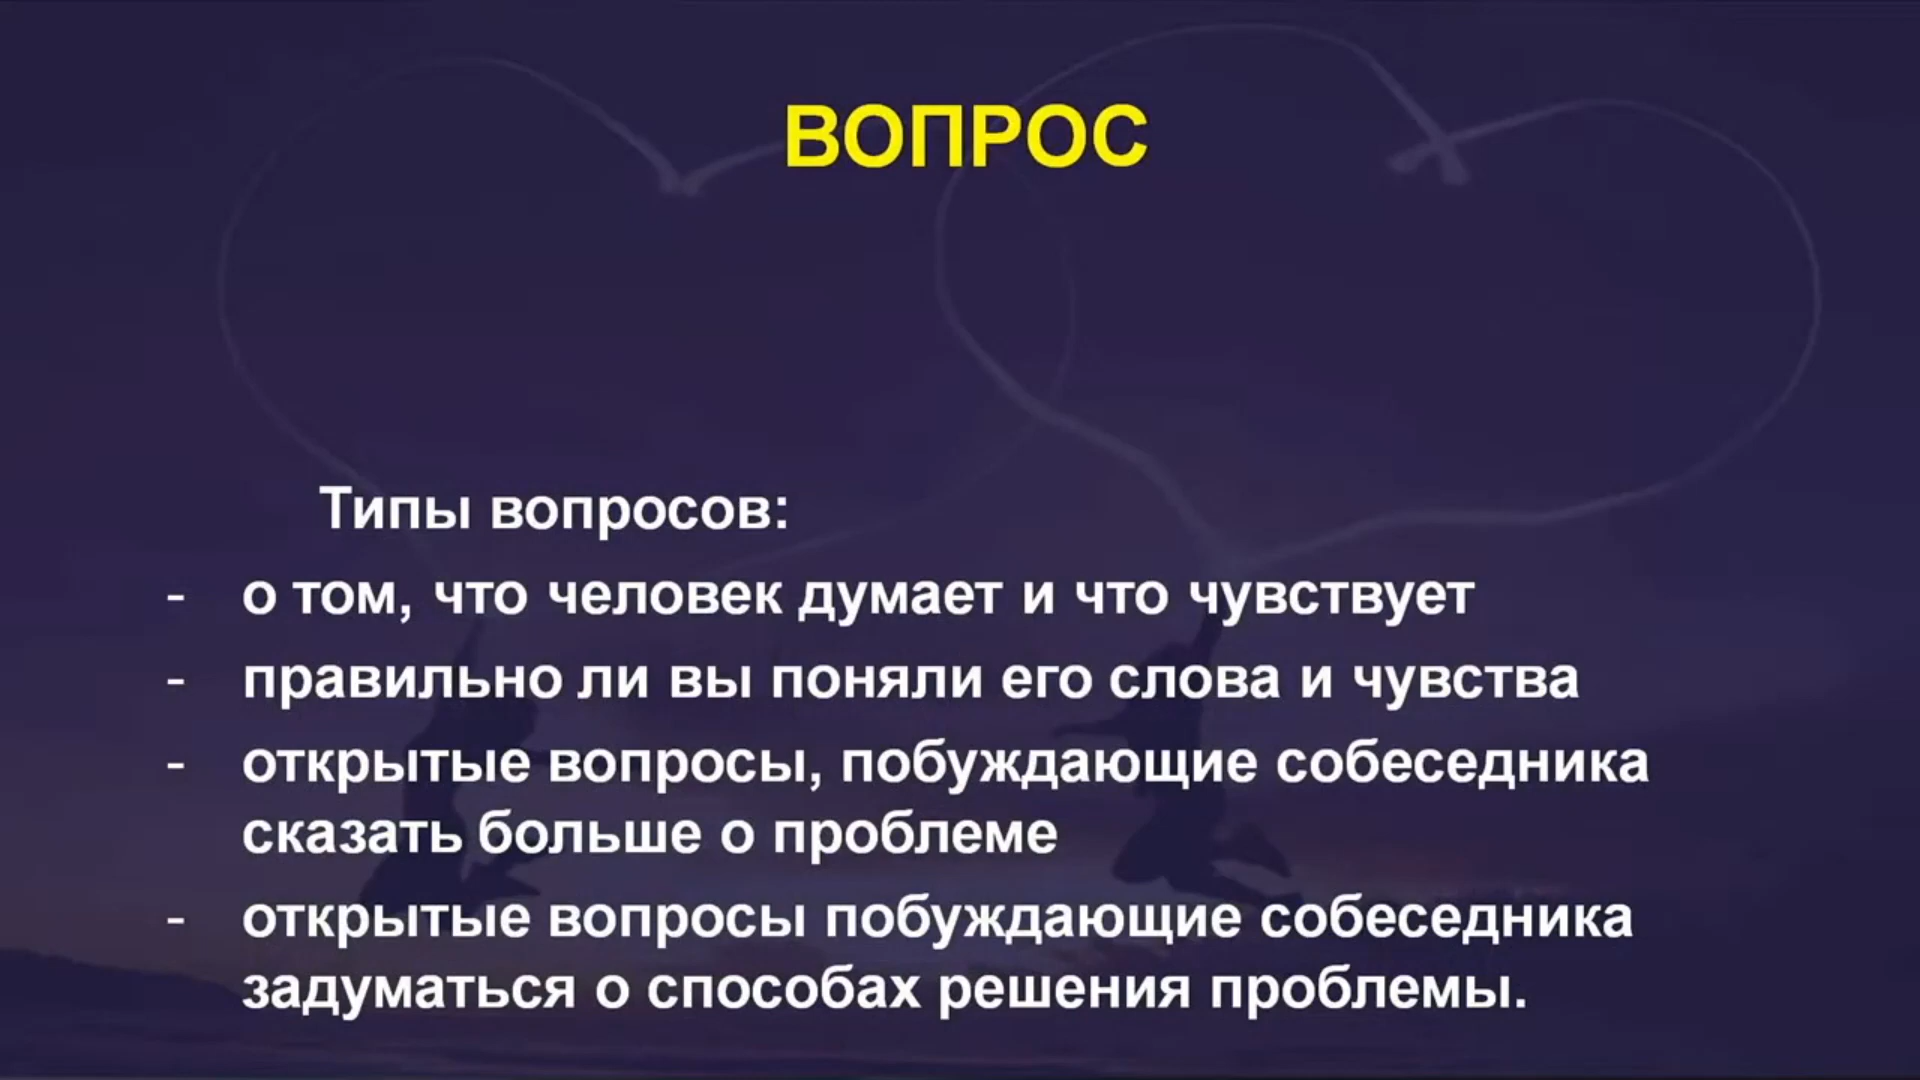 ВОПРОС
Типы вопросов:
- о том, что человек думает и что чувствует
- правильно ли вы поняли его слова и чувства
- открытые вопросы, побуждающие собеседника
сказать больше о проблеме
- открытые вопросы побуждающие собеседника
задуматься о способах решения проблемы.